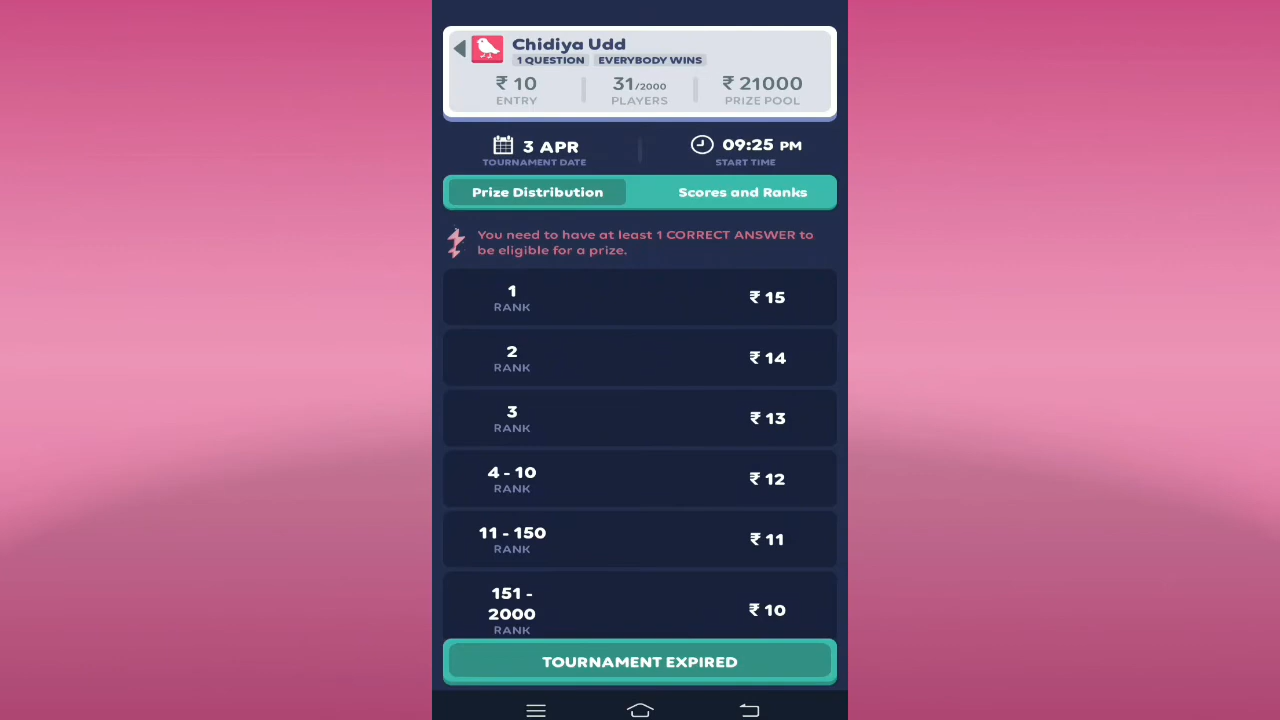 Chidiya Udd
1 QUESTION EVERYBODY WINS
₹ 10 31/2000 ₹ 21000
ENTRY PLAYERS PRIZE POOL
3 APR 09:25 PM
TOURNAMENT DATE START TIME
Prize Distribution Scores and Ranks
You need to have at least 1 CORRECT ANSWER to
be eligible for a prize.
1 ₹ 15
RANK
2 ₹ 14
RANK
3 ₹ 13
RANK
4 - 10 ₹ 12
RANK
11 - 150 ₹ 11
RANK
151 -
2000 ₹ 10
RANK
TOURNAMENT EXPIRED